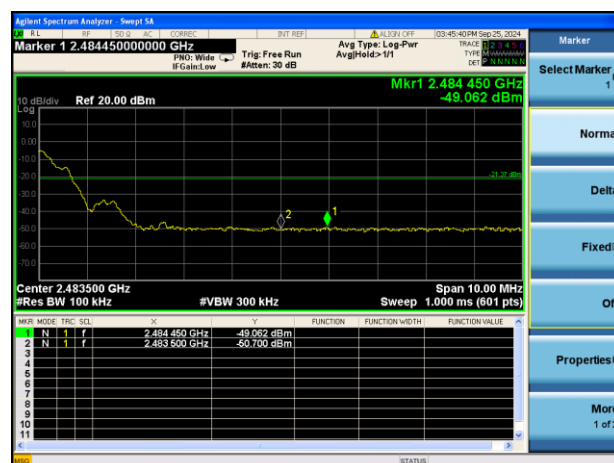 Agilent Spectrum Analyzer - Swept SA
RL RF 50 Ω AC CORREC INT REF ALIGN OFF 03:45:40 PM Sep 25, 2024
Marker 1 2.484450000000 GHz
PNO: Wide
IFGain:Low
Trig: Free Run
#Atten: 30 dB
Avg Type: Log-Pwr
Avg|Hold>1/1
TRACE 1 2 3 4 5 6
TYPE M W W W W W
DET P N N N N N
Mkr1 2.484 450 GHz
-49.062 dBm
10 dB/div
Log
Ref 20.00 dBm
10.0
0.00
-10.0
-20.0
-30.0
-40.0
-50.0
-60.0
-70.0
-21.37 dBm
2
1
Center 2.483500 GHz
Span 10.00 MHz
#Res BW 100 kHz
#VBW 300 kHz
Sweep 1.000 ms (601 pts)
MKR MODE TRC SCL X Y FUNCTION FUNCTION WIDTH FUNCTION VALUE
1 N 1 f 2.484 450 GHz -49.062 dBm
2 N 1 f 2.483 500 GHz -50.700 dBm
3
4
5
6
7
8
9
10
11
MSG
STATUS
Marker
Select Marker
1
Norma
Delta
Fixed
Of
Properties
More
1 of 2